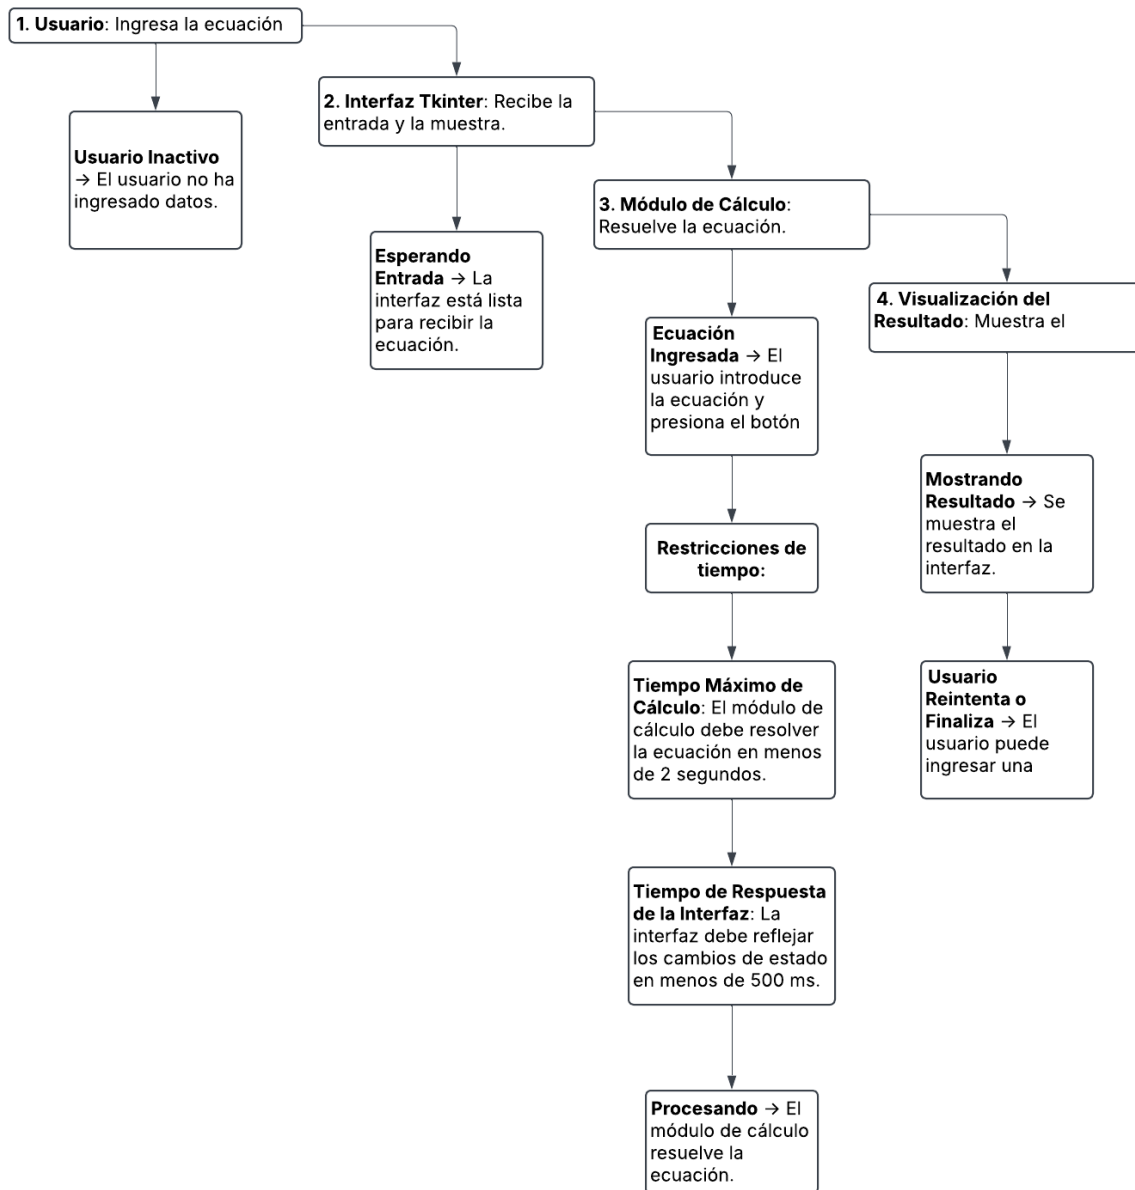 1. Usuario: Ingresa la ecuación
2. Interfaz Tkinter: Recibe la
entrada y la muestra.
Usuario Inactivo
→ El usuario no ha
ingresado datos.
3. Módulo de Cálculo:
Resuelve la ecuación.
Esperando
Entrada → La
interfaz está lista
para recibir la
ecuación.
4. Visualización del
Resultado: Muestra el
Ecuación
Ingresada → El
usuario introduce
la ecuación y
presiona el botón
Mostrando
Resultado → Se
muestra el
resultado en la
interfaz.
Restricciones de
tiempo:
Tiempo Máximo de
Cálculo: El módulo de
cálculo debe resolver
la ecuación en menos
de 2 segundos.
Usuario
Reintenta o
Finaliza → El
usuario puede
ingresar una
Tiempo de Respuesta
de la Interfaz: La
interfaz debe reflejar
los cambios de estado
en menos de 500 ms.
Procesando → El
módulo de cálculo
resuelve la
ecuación.